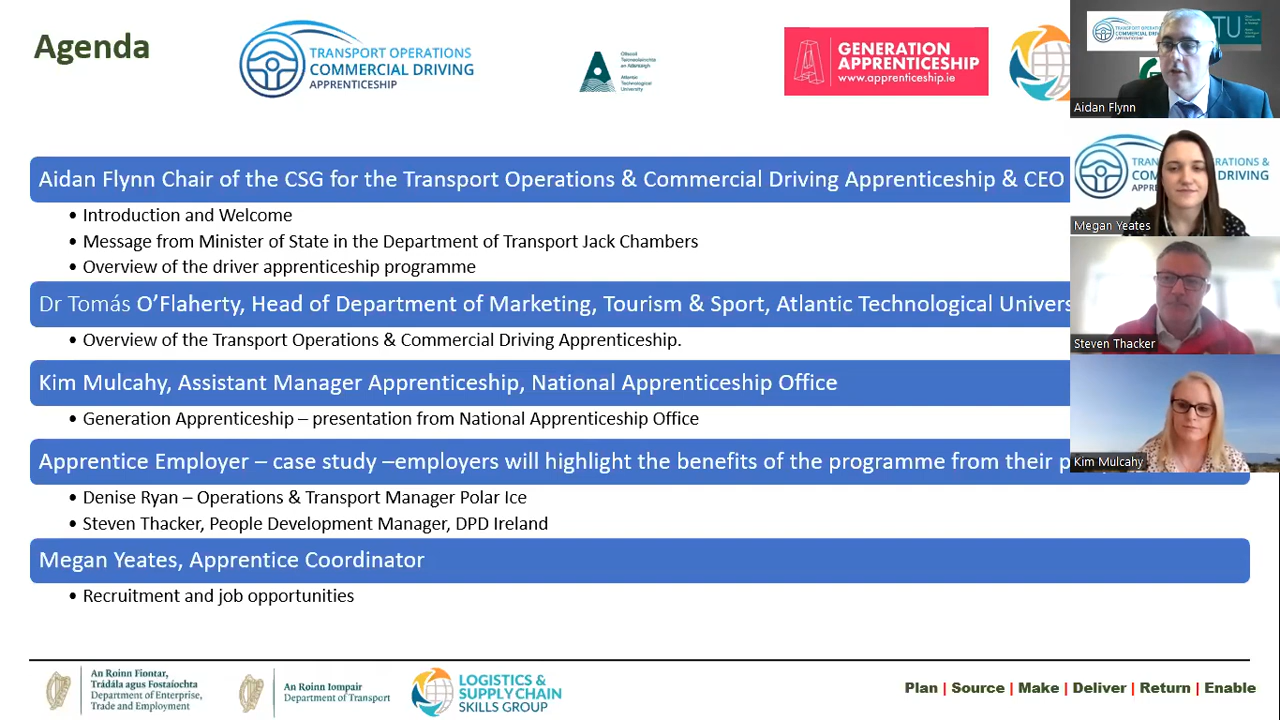 Agenda
TRANSPORT OPERATIONS
COMMERCIAL DRIVING
APPRENTICESHIP
Ollscoil
Teicneolaíochta
an Atlantaigh
Atlantic
Technological
University
GENERATION
APPRENTICESHIP
www.apprenticeship.ie
TU
Aidan Flynn
Aidan Flynn Chair of the CSG for the Transport Operations & Commercial Driving Apprenticeship & CEO
• Introduction and Welcome
• Message from Minister of State in the Department of Transport Jack Chambers
• Overview of the driver apprenticeship programme
Megan Yeates
Dr Tomás O’Flaherty, Head of Department of Marketing, Tourism & Sport, Atlantic Technological Univers
• Overview of the Transport Operations & Commercial Driving Apprenticeship.
Steven Thacker
Kim Mulcahy, Assistant Manager Apprenticeship, National Apprenticeship Office
• Generation Apprenticeship – presentation from National Apprenticeship Office
Apprentice Employer – case study –employers will highlight the benefits of the programme from their p
Kim Mulcahy
• Denise Ryan – Operations & Transport Manager Polar Ice
• Steven Thacker, People Development Manager, DPD Ireland
Megan Yeates, Apprentice Coordinator
• Recruitment and job opportunities
An Roinn Fiontar,
Trádála agus Fostaíochta
Department of Enterprise,
Trade and Employment
An Roinn Iompair
Department of Transport
LOGISTICS &
SUPPLY CHAIN
SKILLS GROUP
Plan | Source | Make | Deliver | Return | Enable